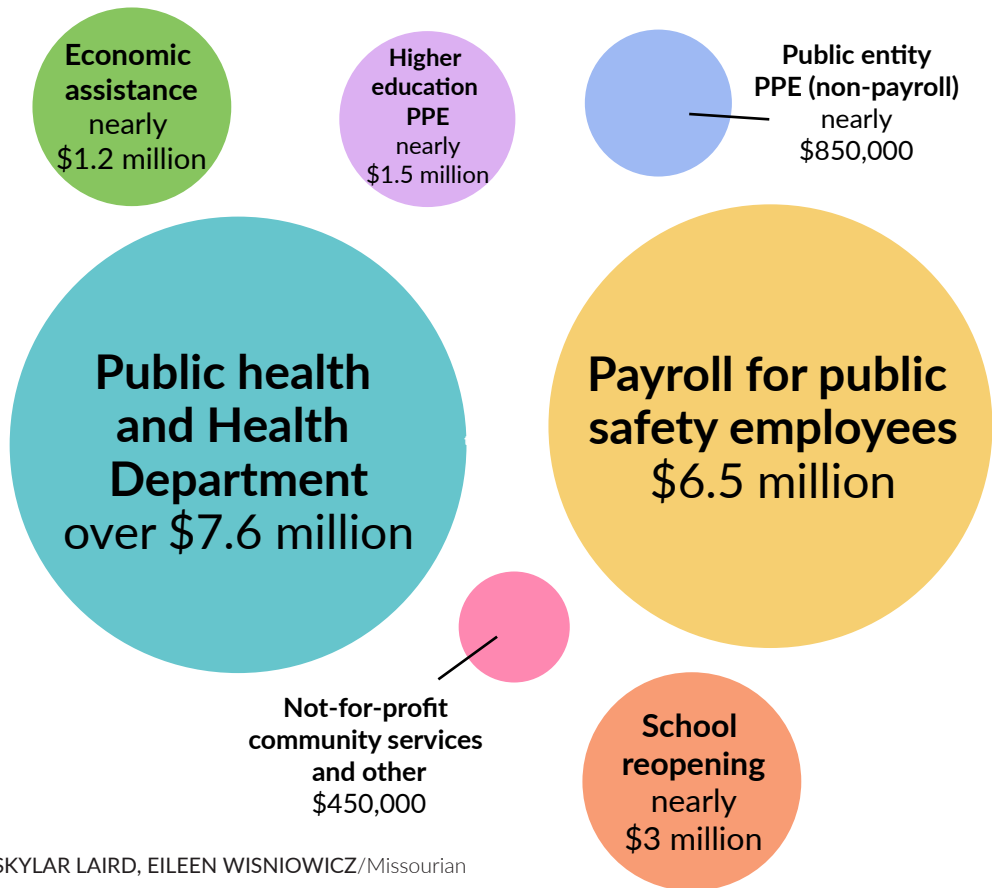 Economic
assistance
nearly
$1.2 million
Higher
education
PPE
nearly
$1.5 million
Public entity
PPE (non-payroll)
nearly
$850,000
Public health
and Health
Department
over $7.6 million
Payroll for public
safety employees
$6.5 million
Not-for-profit
community services
and other
$450,000
School
reopening
nearly
$3 million
SKYLAR LAIRD, EILEEN WISNIOWICZ/Missourian